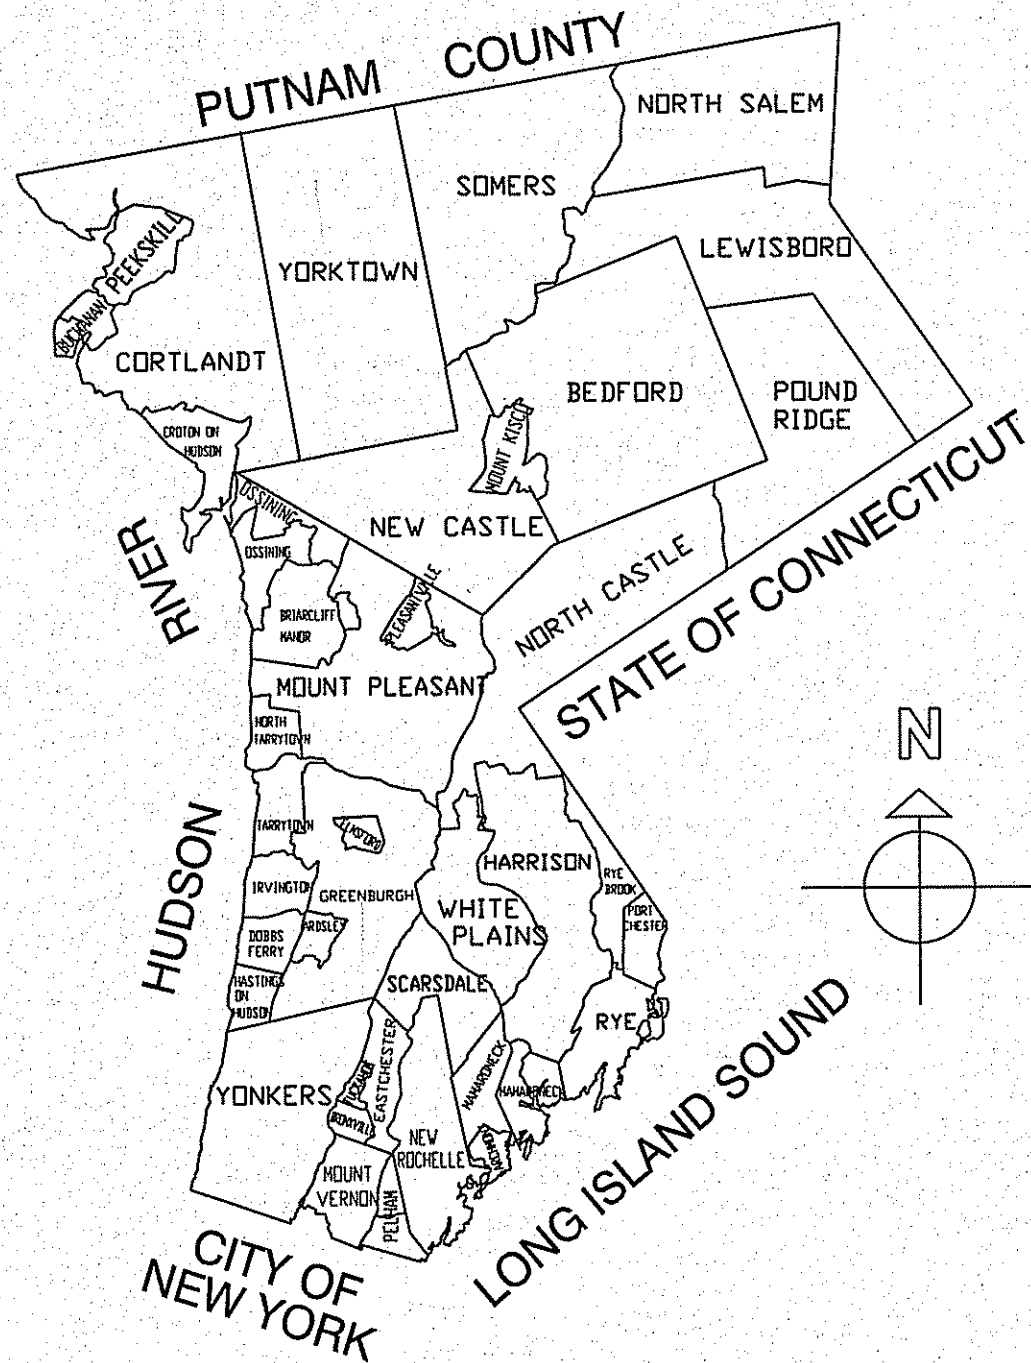 PUTNAM COUNTY
NORTH SALEM
SOMERS
PEEKSKILL
YORKTOWN
LEWISBORO
BUCHANAN
CORTLANDT
BEDFORD
POUND
RIDGE
CROTON ON
HUDSON
MOUNT KISCO
OSSINING
NEW CASTLE
OSSINING
NORTH CASTLE
STATE OF CONNECTICUT
HUDSON RIVER
BRIARCLIFF
MANOR
PLEASANTVILLE
MOUNT PLEASANT
NORTH
TARRYTOWN
N
TARRYTOWN
ELMSFORD
HARRISON
IRVINGTON
GREENBURGH
RYE
BROOK
WHITE
PLAINS
PORT
CHESTER
DOBBS
FERRY
ARDSLEY
HASTINGS
ON
HUDSON
SCARSDALE
RYE
YONKERS
TUCKAHOE
EASTCHESTER
MAMARONECK
MAMARONECK
BRONXVILLE
NEW
ROCHELLE
MOUNT
VERNON
PELHAM
LONG ISLAND SOUND
CITY OF
NEW YORK